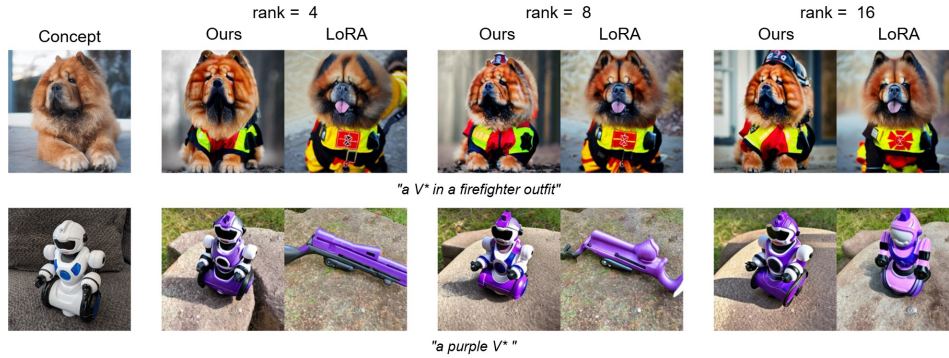 rank = 4 rank = 8 rank = 16
Concept Ours LoRA Ours LoRA Ours LoRA
"a V* in a firefighter outfit"
"a purple V* "